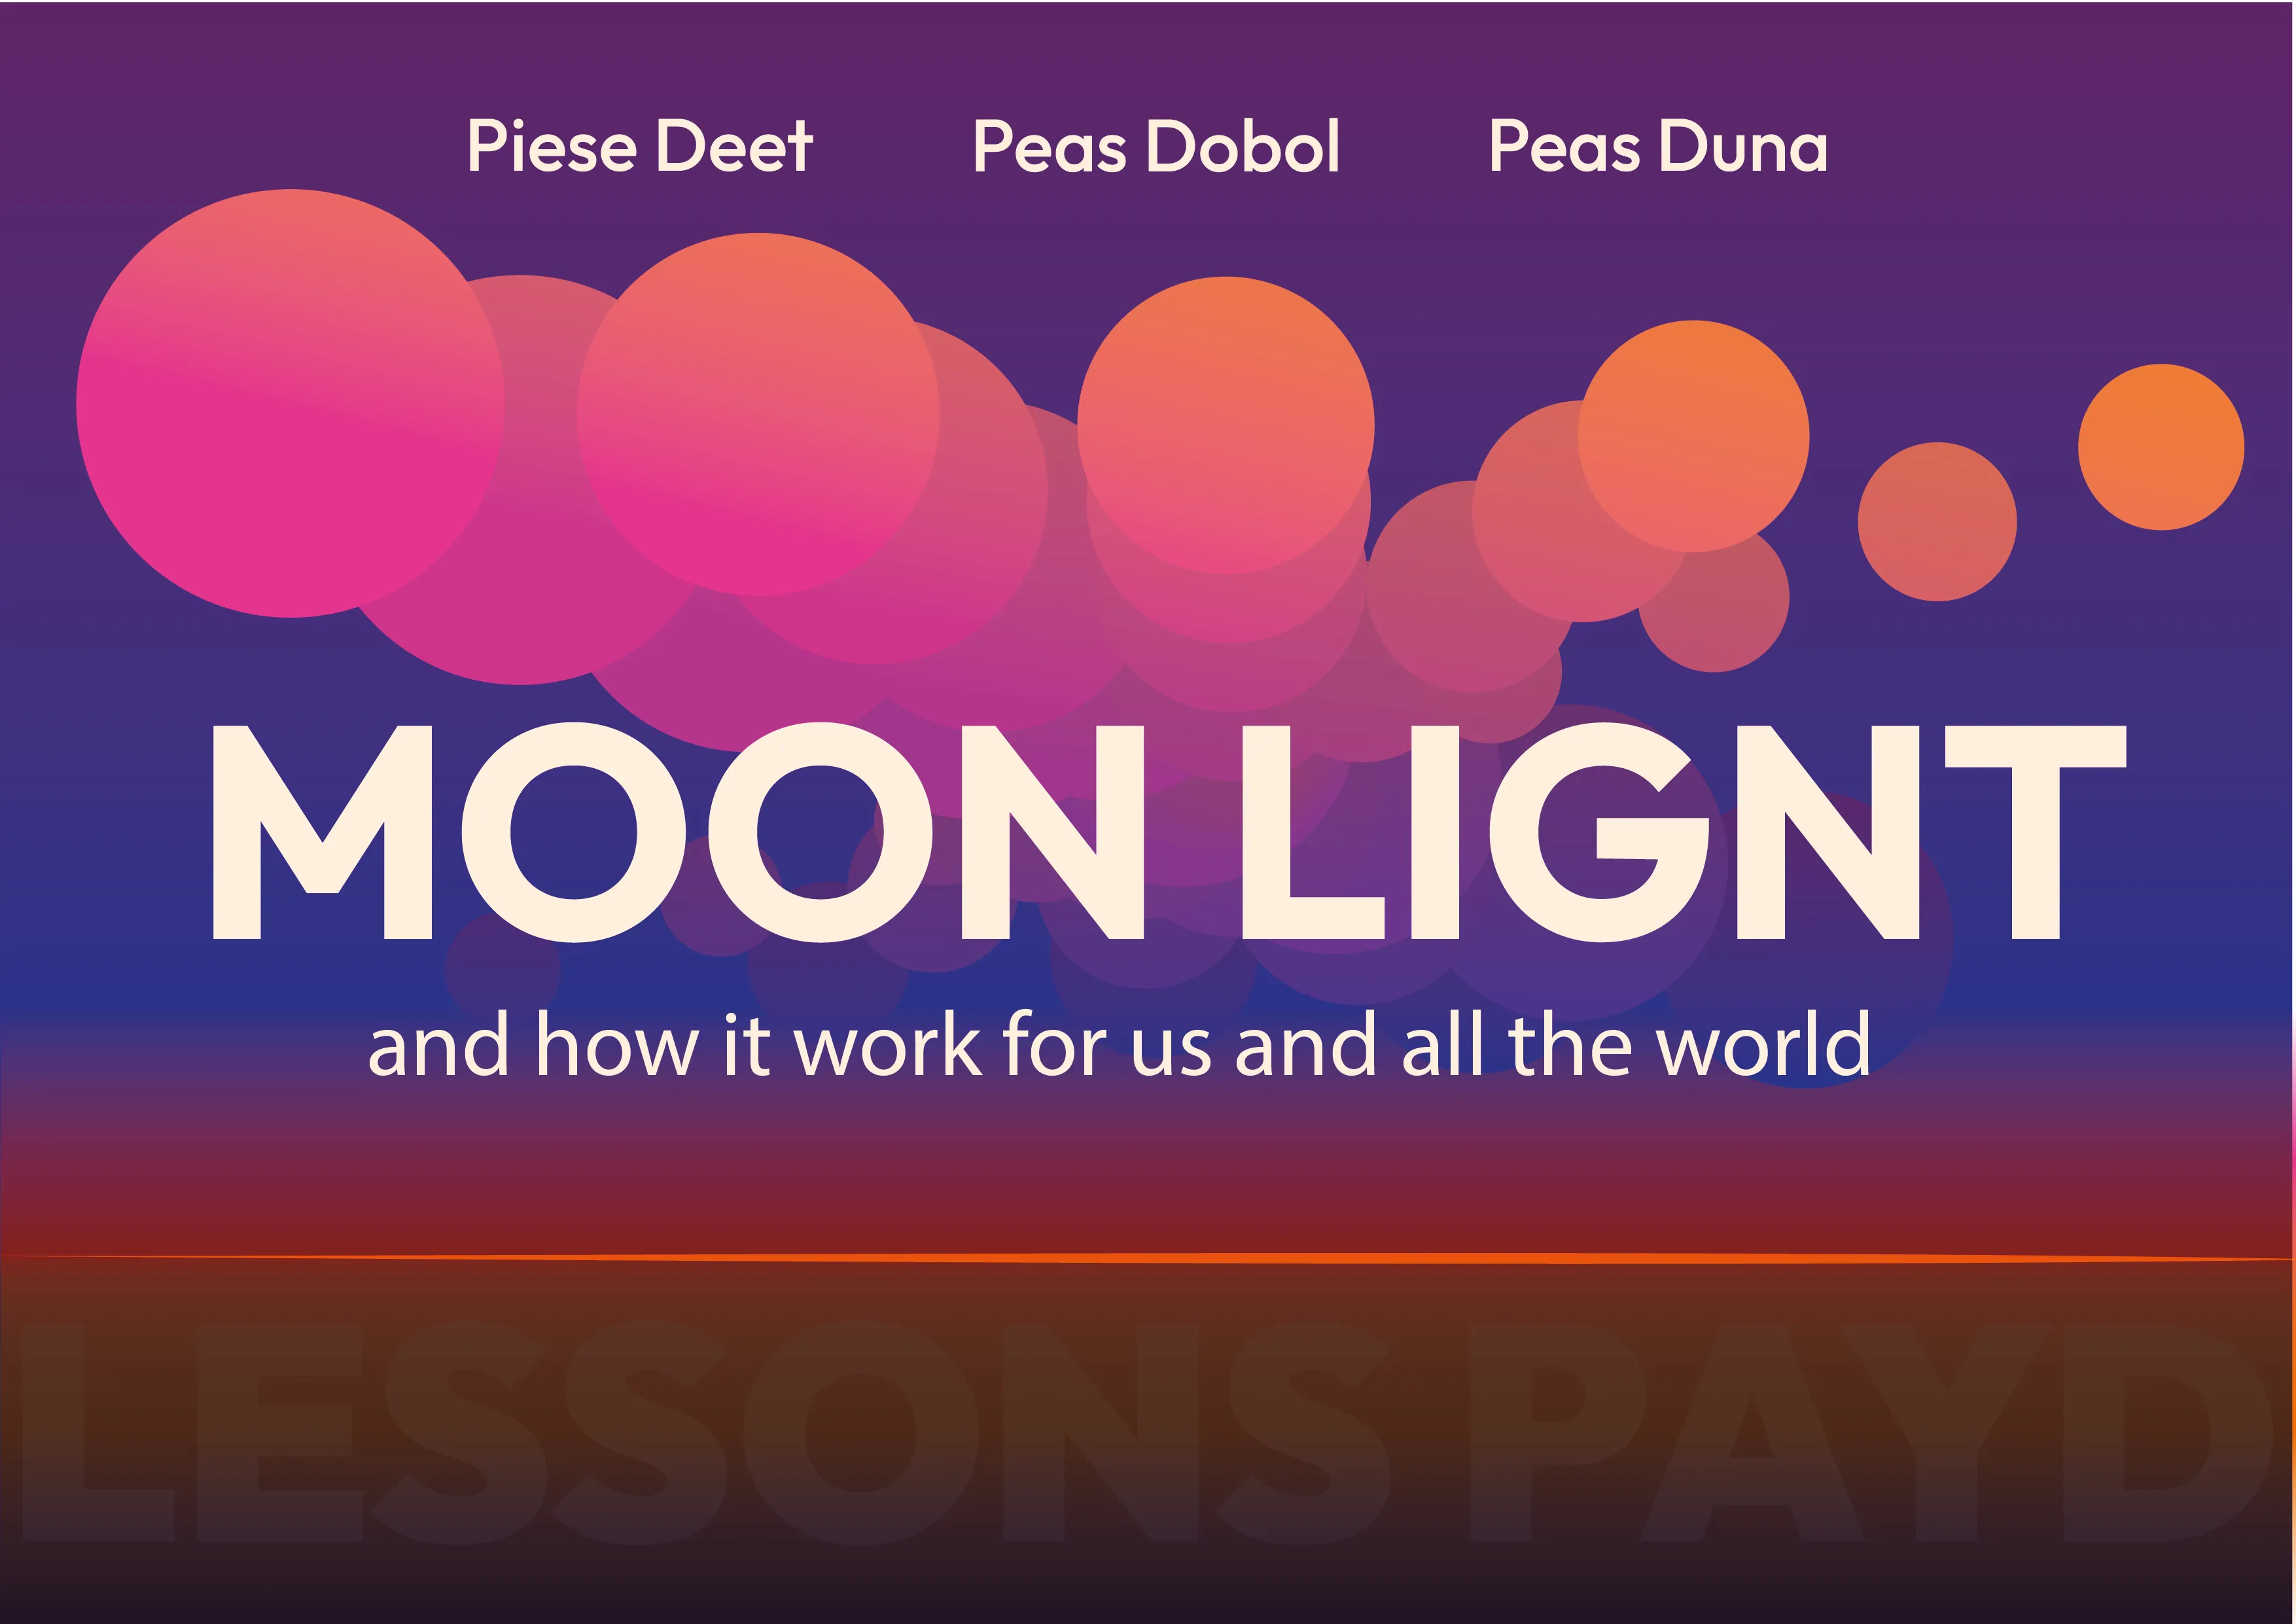 Piese Deet Peas Dobol Peas Duna
MOON LIGNT
and how it work for us and all the world
LESSONS PAYD